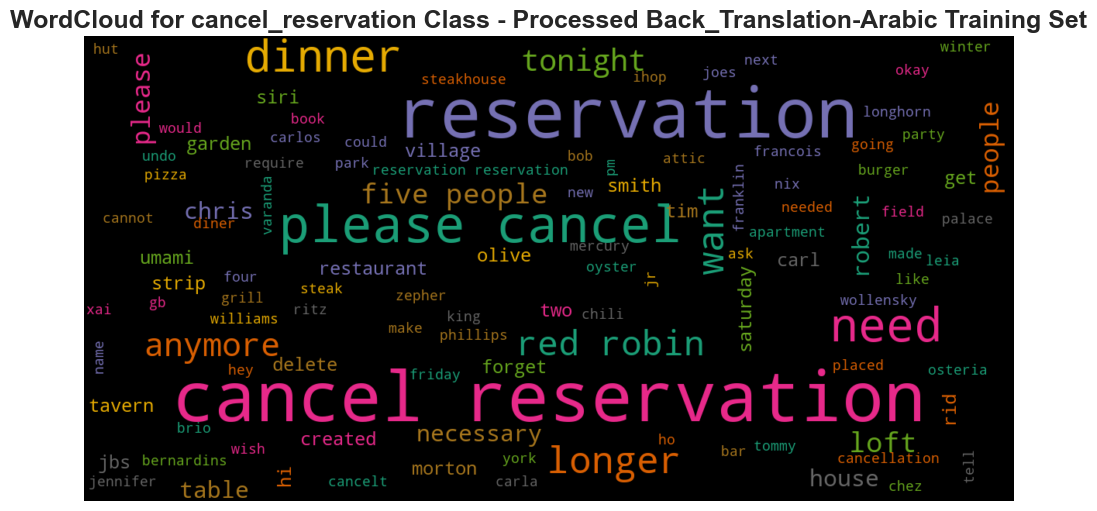 WordCloud for cancel_reservation Class - Processed Back_Translation-Arabic Training Set
hut
dinner
tonight
winter
please
steakhouse
ihop
joes
next
okay
siri
reservation
would
book
longhorn
people
garden
carlos
could
village
party
undo
require
park
reservation reservation
bob
pm
attic
francois
going
pizza
varanda
five people
new
smith
want
franklin
nix
burger
get
cannot
chris
diner
please cancel
tim
needed
robert
field
palace
umami
olive
mercury
ask
apartment
made
leia
strip
four
restaurant
oyster
jr
carl
like
xai
gb
grill
steak
zepher
saturday
wollensky
williams
ritz
king
two
chili
need
name
anymore
make
phillips
red robin
hey
delete
friday
forget
placed
osteria
tavern
cancel reservation
rid
brio
wish
created
necessary
ho
loft
jbs
bernardins
hi
morton
york
longer
bar
tommy
cancellation
tell
jennifer
table
cancelt
carla
house
chez